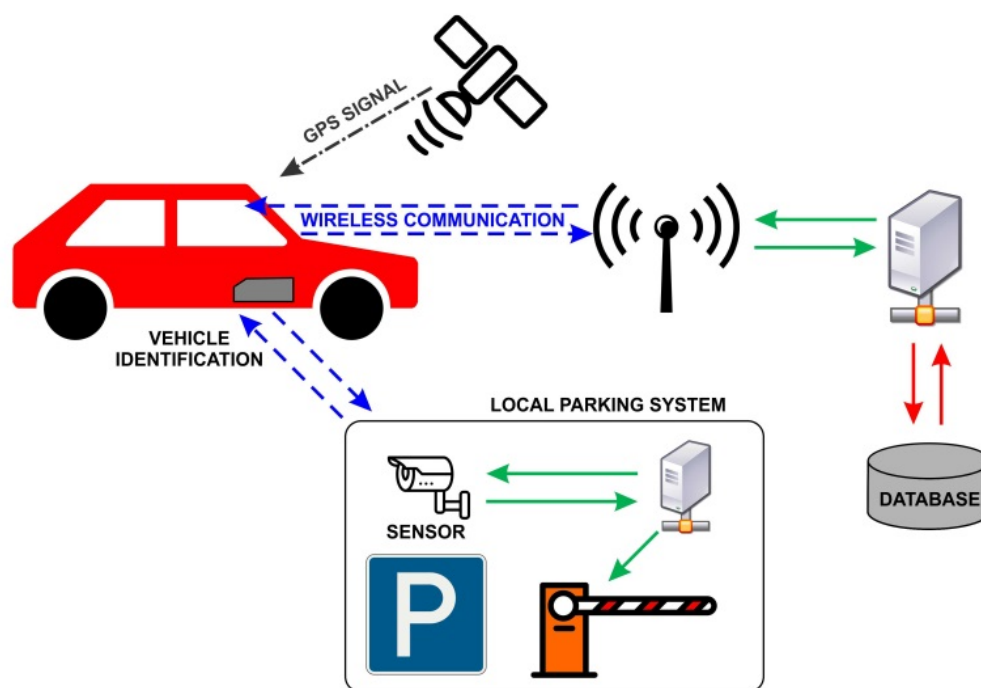 GPS SIGNAL
WIRELESS COMMUNICATION
VEHICLE
IDENTIFICATION
LOCAL PARKING SYSTEM
SENSOR
DATABASE
P